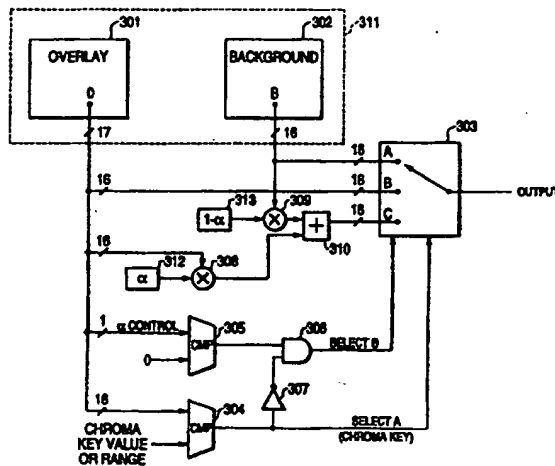 301
302
311
OVERLAY
BACKGROUND
O
B
17
16
303
16
A
16
16
B
OUTPUT
313
1-α
309
16
C
310
16
α
312
308
1
α CONTROL
305
306
0
CMP
SELECT B
307
16
304
CMP
SELECT A
CHROMA
KEY VALUE
OR RANGE
(CHROMA KEY)